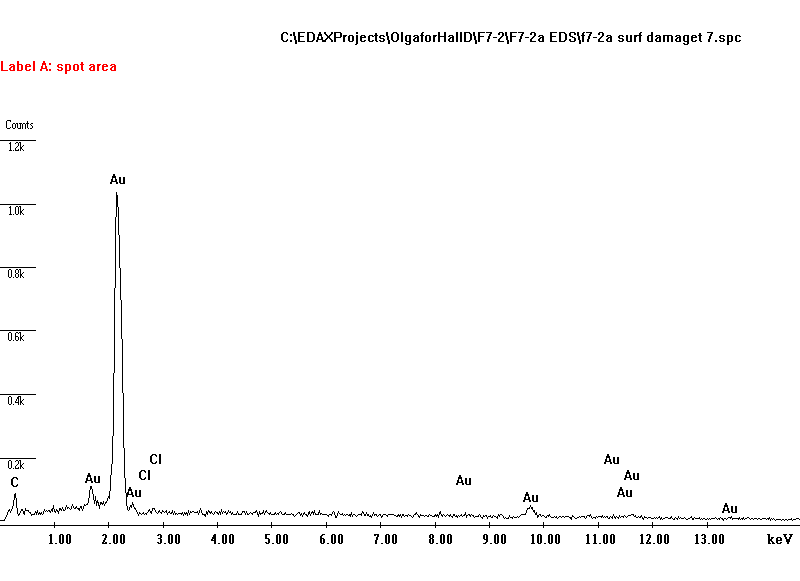 C:\EDAXProjects\OlgaforHallD\F7-2\F7-2a EDS\f7-2a surf damaget 7.spc
Label A: spot area
Counts
1.2k
Au
1.0k
0.8k
0.6k
0.4k
0.2k
Cl
Au
Cl
Au
Au
C
Au
Au
Au
Au
Au
Au
1.00 2.00 3.00 4.00 5.00 6.00 7.00 8.00 9.00 10.00 11.00 12.00 13.00 keV